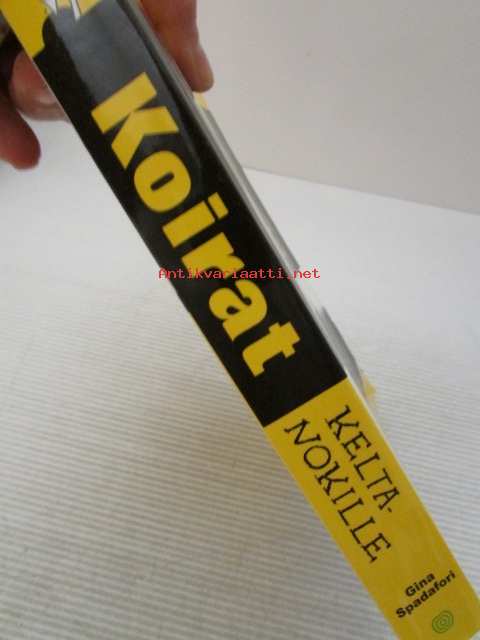 Koirat
Antikvariaatti.net
KELTA-
NOKILLE
Gina
Spadafori